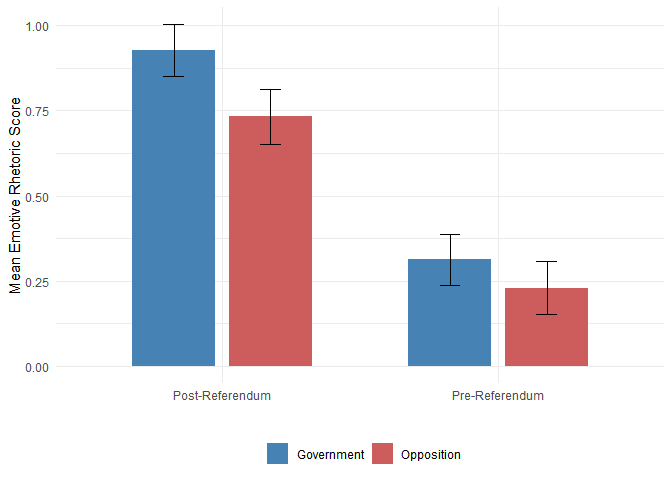 Mean Emotive Rhetoric Score
1.00
0.75
0.50
0.25
0.00
Post-Referendum Pre-Referendum
Government Opposition